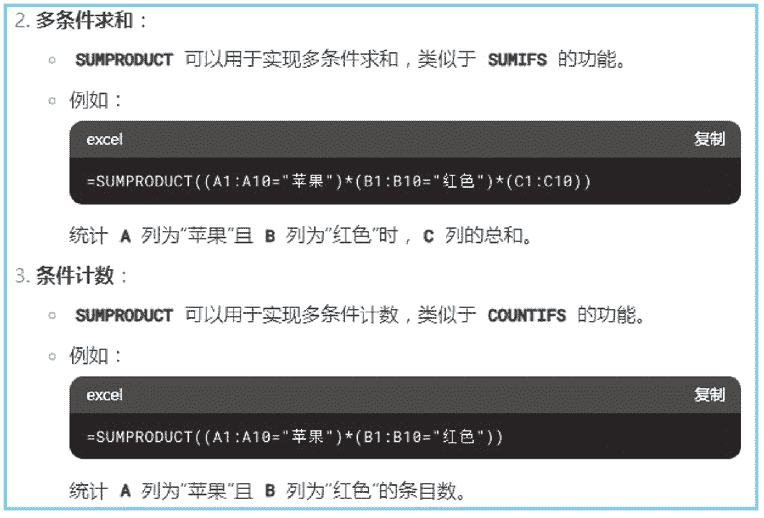 2. 多条件求和：
SUMPRODUCT 可以用于实现多条件求和，类似于 SUMIFS 的功能。
例如：
excel 复制
=SUMPRODUCT((A1:A10="苹果")*(B1:B10="红色")*(C1:C10))
统计 A 列为"苹果"且 B 列为"红色"时， C 列的总和。
3. 条件计数：
SUMPRODUCT 可以用于实现多条件计数，类似于 COUNTIFS 的功能。
例如：
excel 复制
=SUMPRODUCT((A1:A10="苹果")*(B1:B10="红色"))
统计 A 列为"苹果"且 B 列为"红色"的条目数。